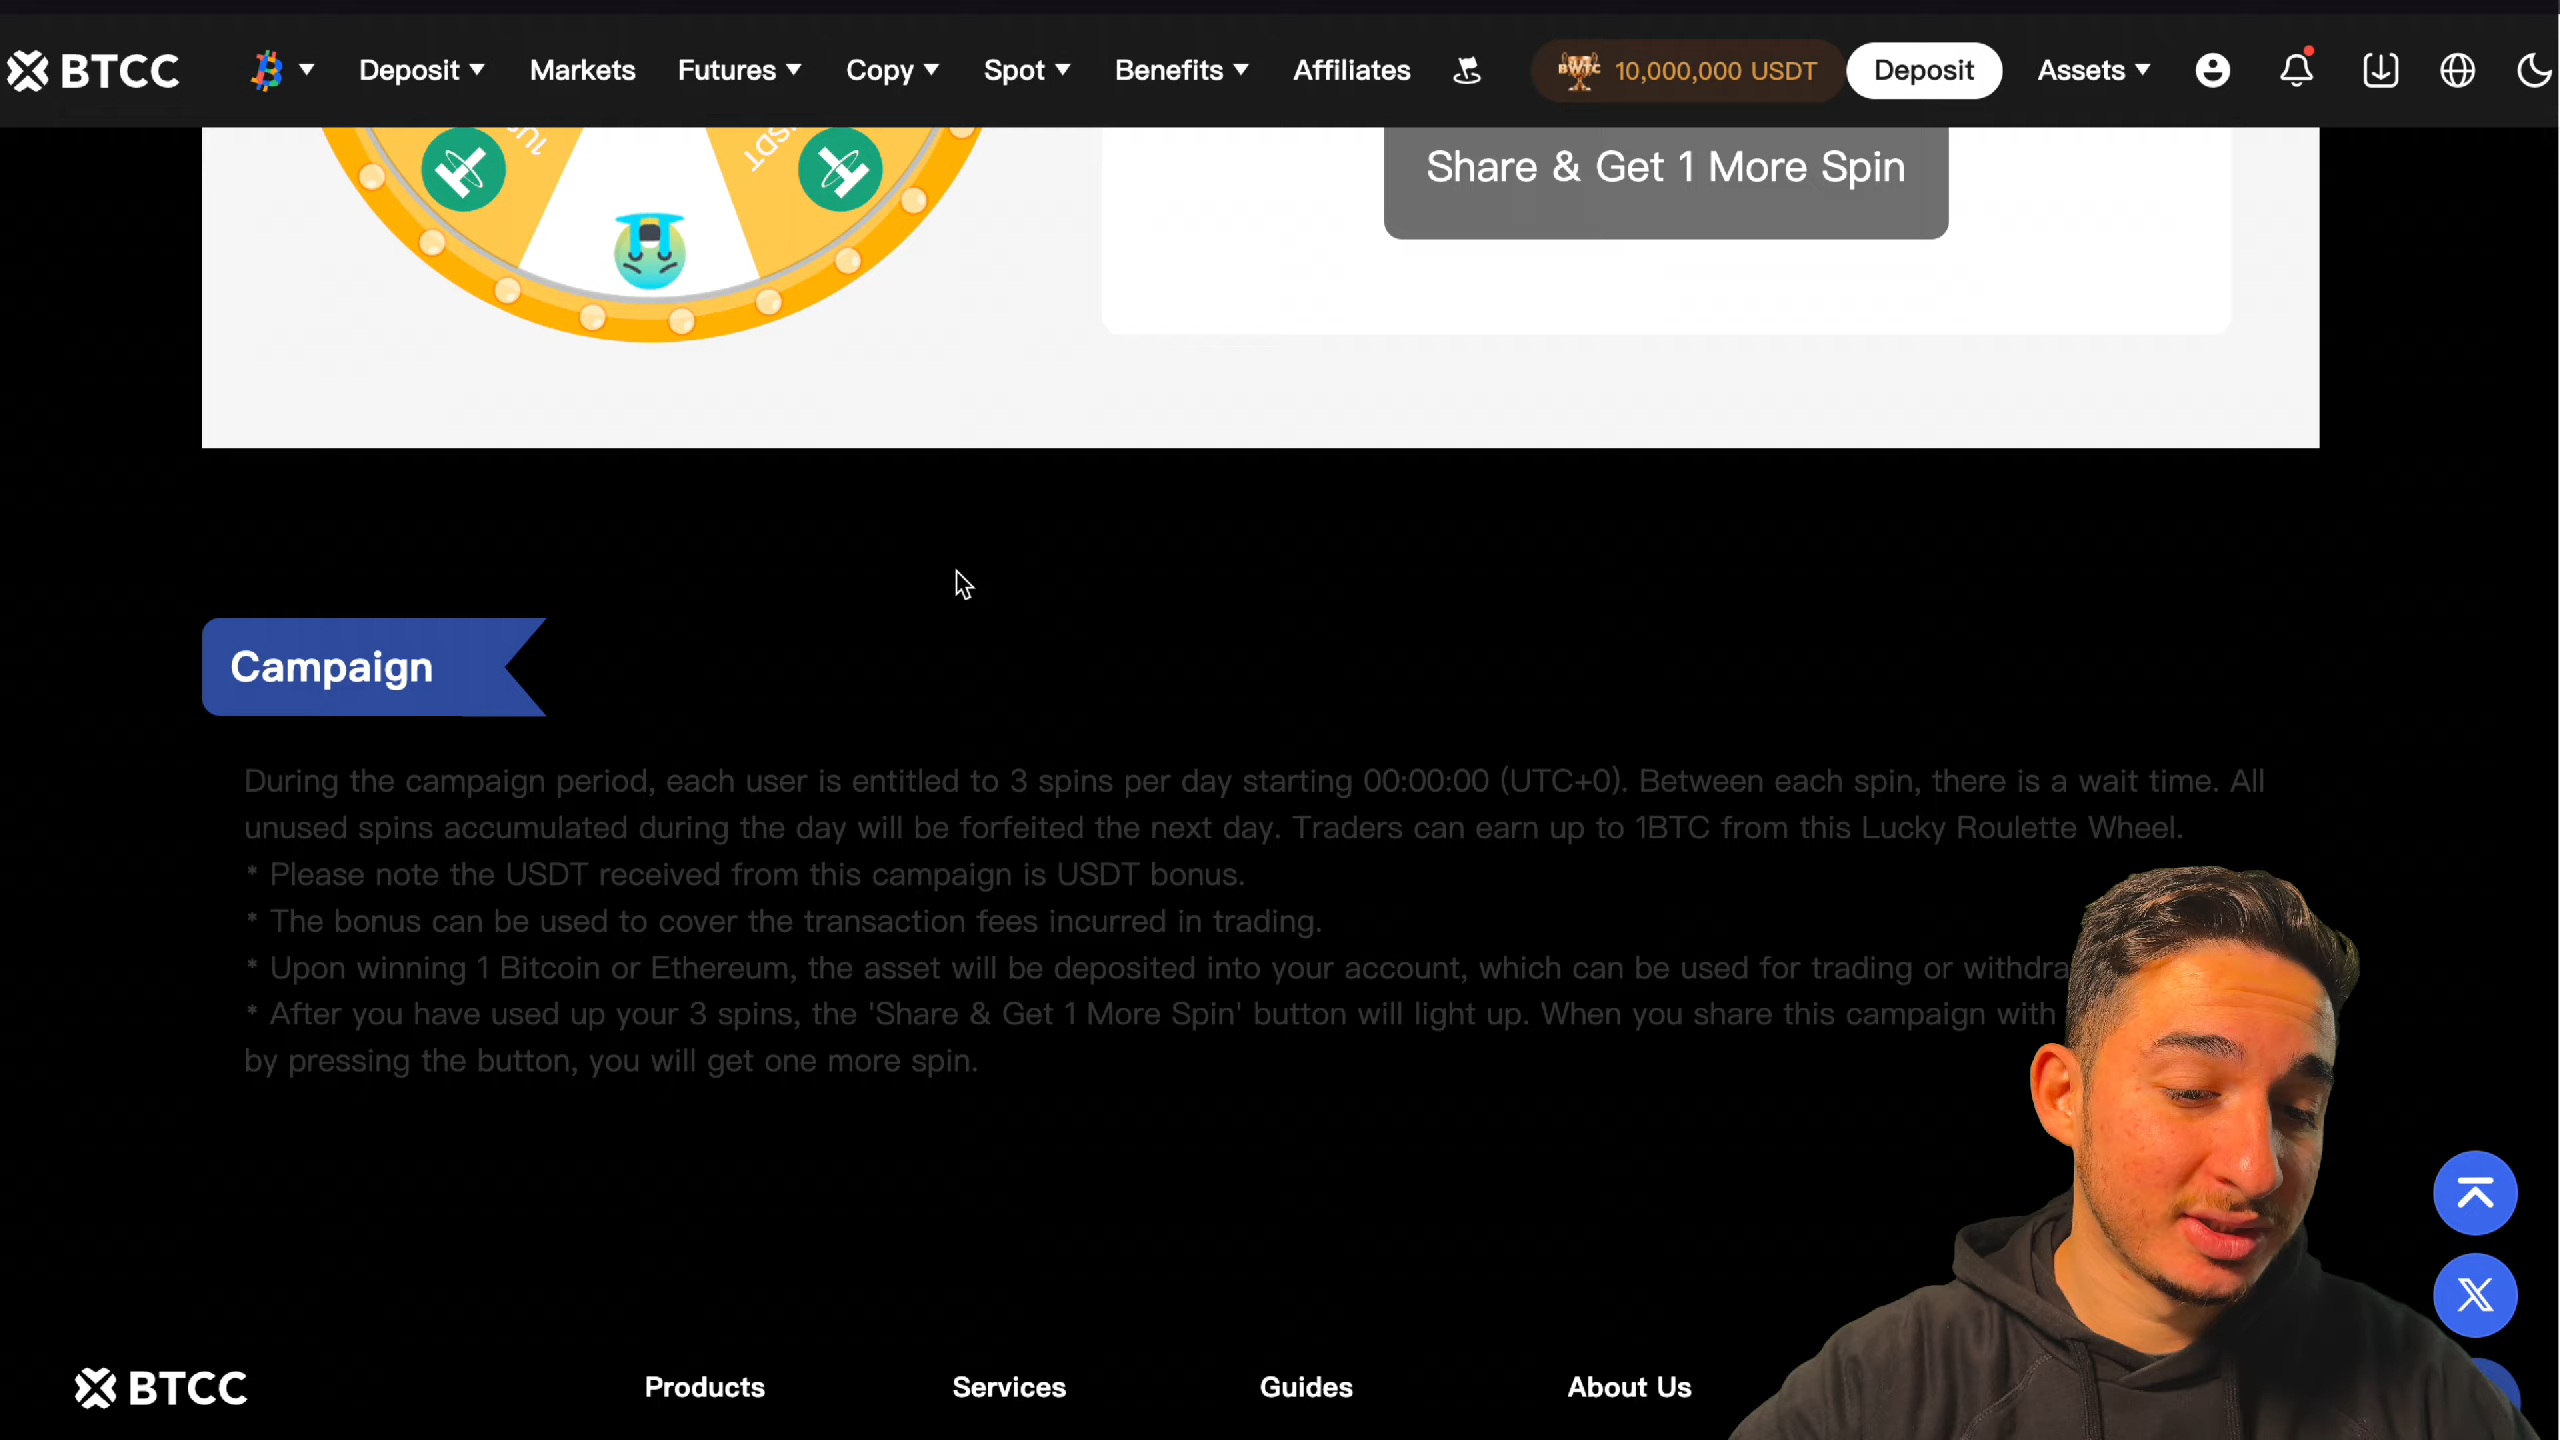 BTCC Deposit Markets Futures Copy Spot Benefits Affiliates BWTC 10,000,000 USDT Deposit Assets
Share & Get 1 More Spin
Campaign
During the campaign period, each user is entitled to 3 spins per day starting 00:00:00 (UTC+0). Between each spin, there is a wait time. All
unused spins accumulated during the day will be forfeited the next day. Traders can earn up to 1BTC from this Lucky Roulette Wheel.
* Please note the USDT received from this campaign is USDT bonus.
* The bonus can be used to cover the transaction fees incurred in trading.
* Upon winning 1 Bitcoin or Ethereum, the asset will be deposited into your account, which can be used for trading or withdra
* After you have used up your 3 spins, the 'Share & Get 1 More Spin' button will light up. When you share this campaign with
by pressing the button, you will get one more spin.
BTCC Products Services Guides About Us